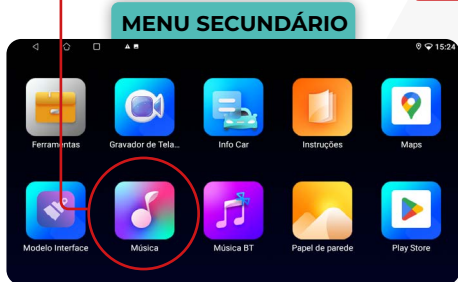 MENU SECUNDÁRIO
15:24
Ferramentas
Gravador de Tela...
Info Car
Instruções
Maps
Modelo Interface
Música
Música BT
Papel de parede
Play Store